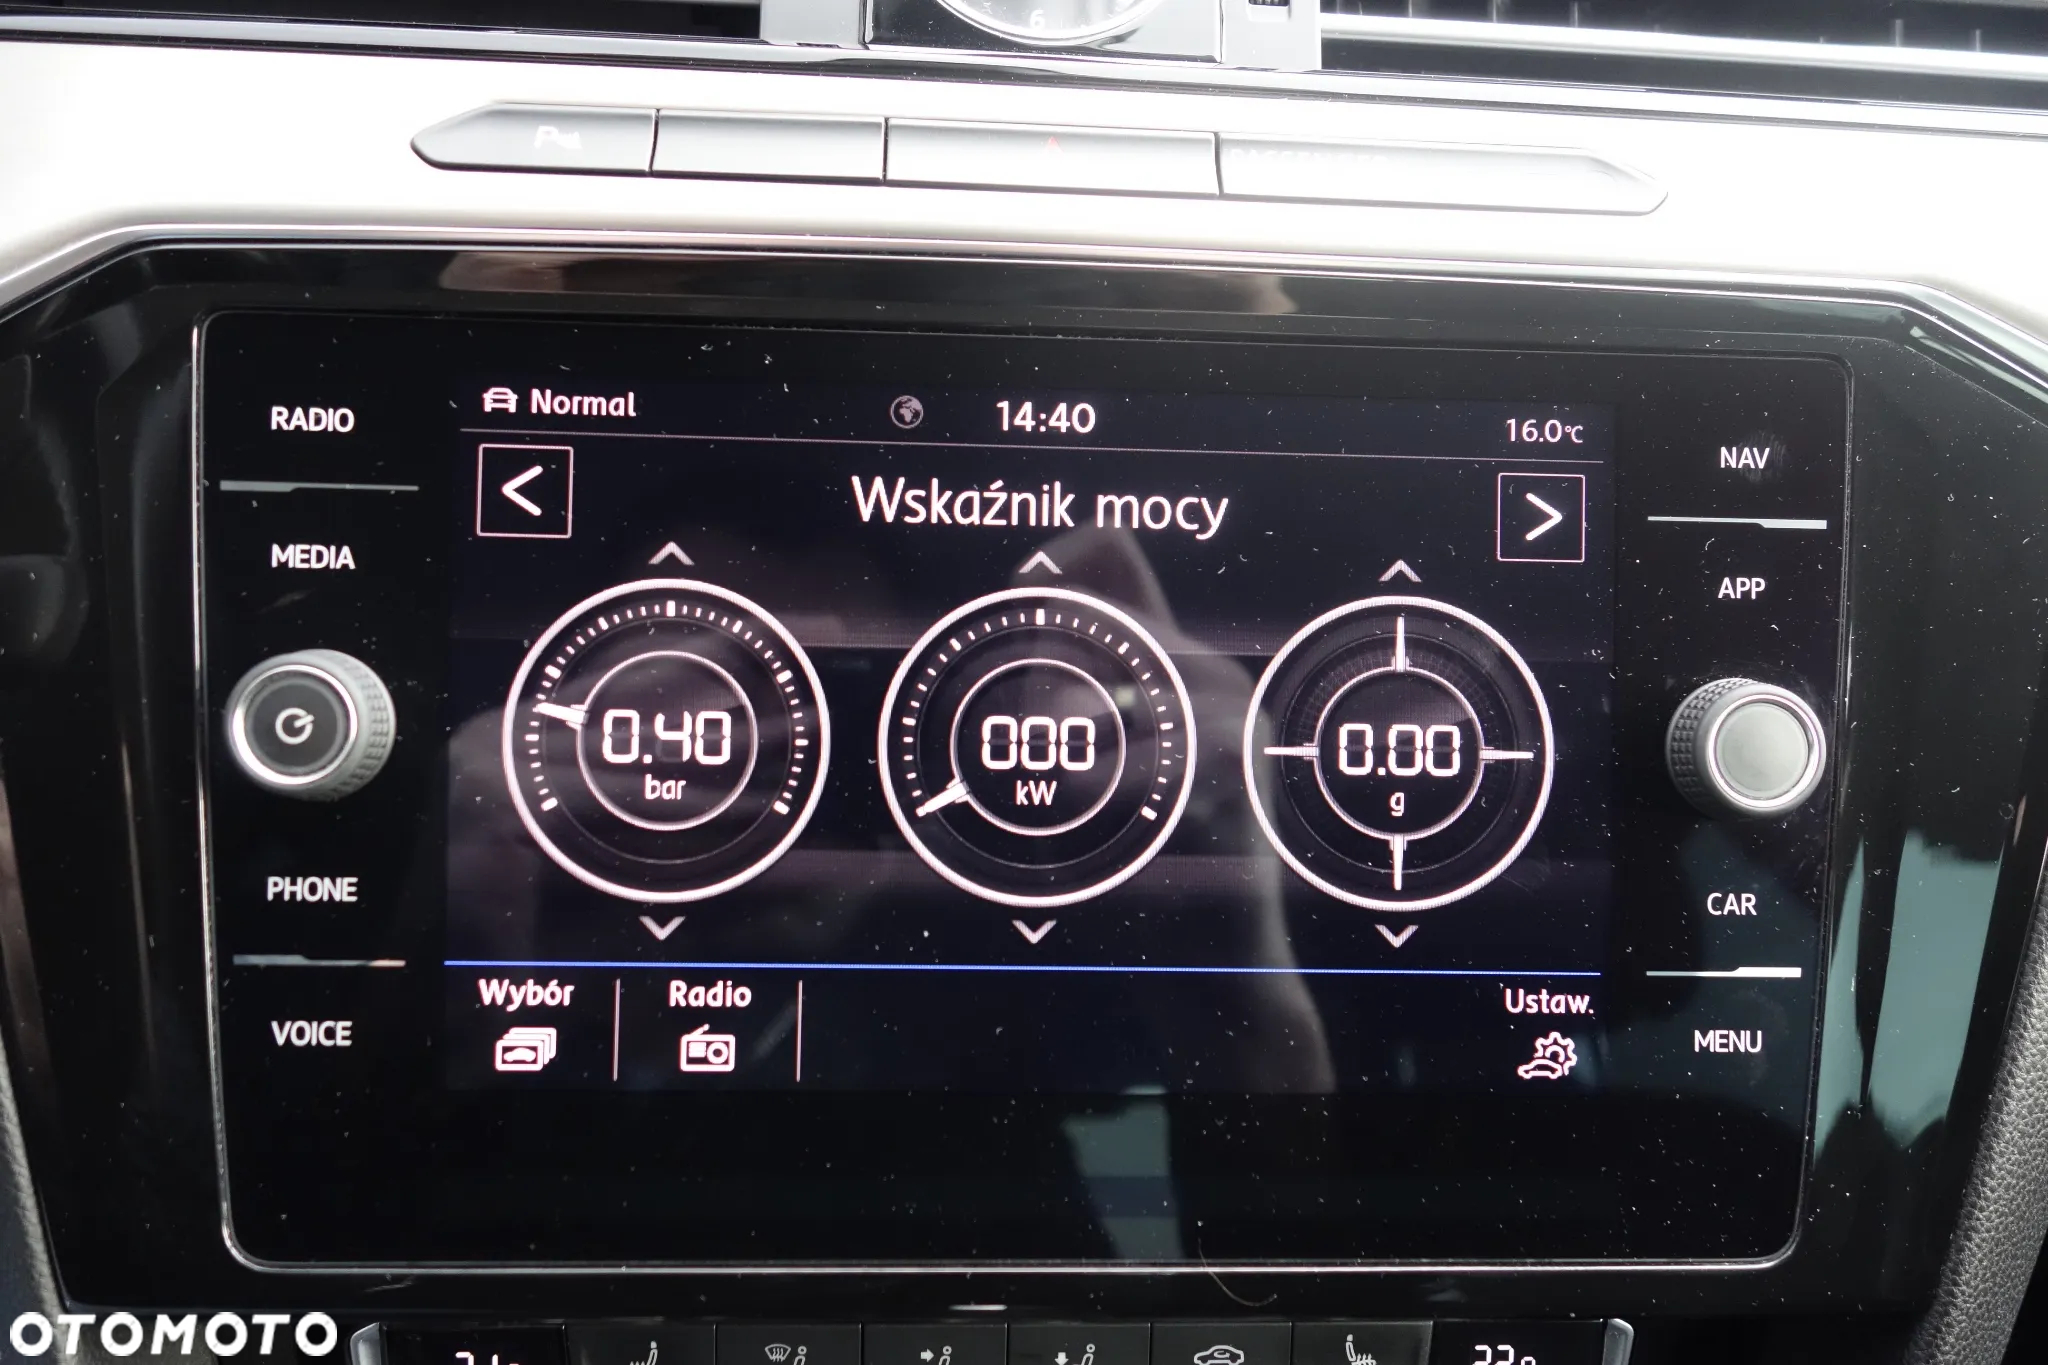 6
RADIO
MEDIA
PHONE
VOICE
Normal
14:40
16.0°C
<
Wskaźnik mocy
>
0.40
bar
000
kW
0.00
g
Wybór
Radio
Ustaw.
NAV
APP
CAR
MENU
OTOMOTO